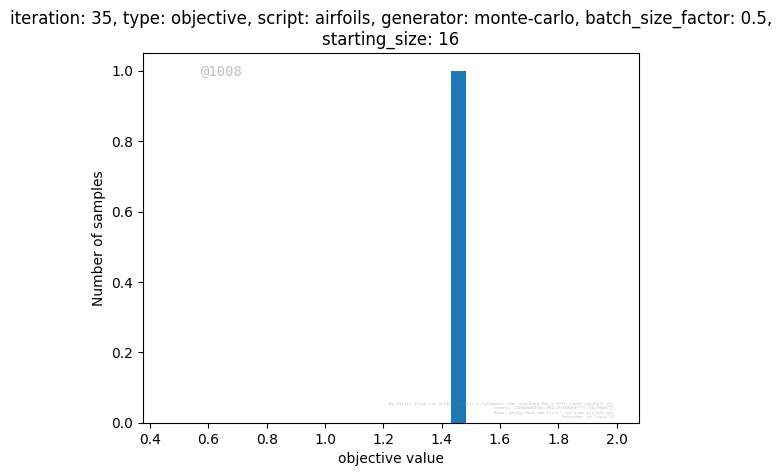 iteration: 35, type: objective, script: airfoils, generator: monte-carlo, batch_size_factor: 0.5,
starting_size: 16
@1008
1.0
0.8
0.6
0.4
0.2
0.0
Number of samples
0.4 0.6 0.8 1.0 1.2 1.4 1.6 1.8 2.0
objective value